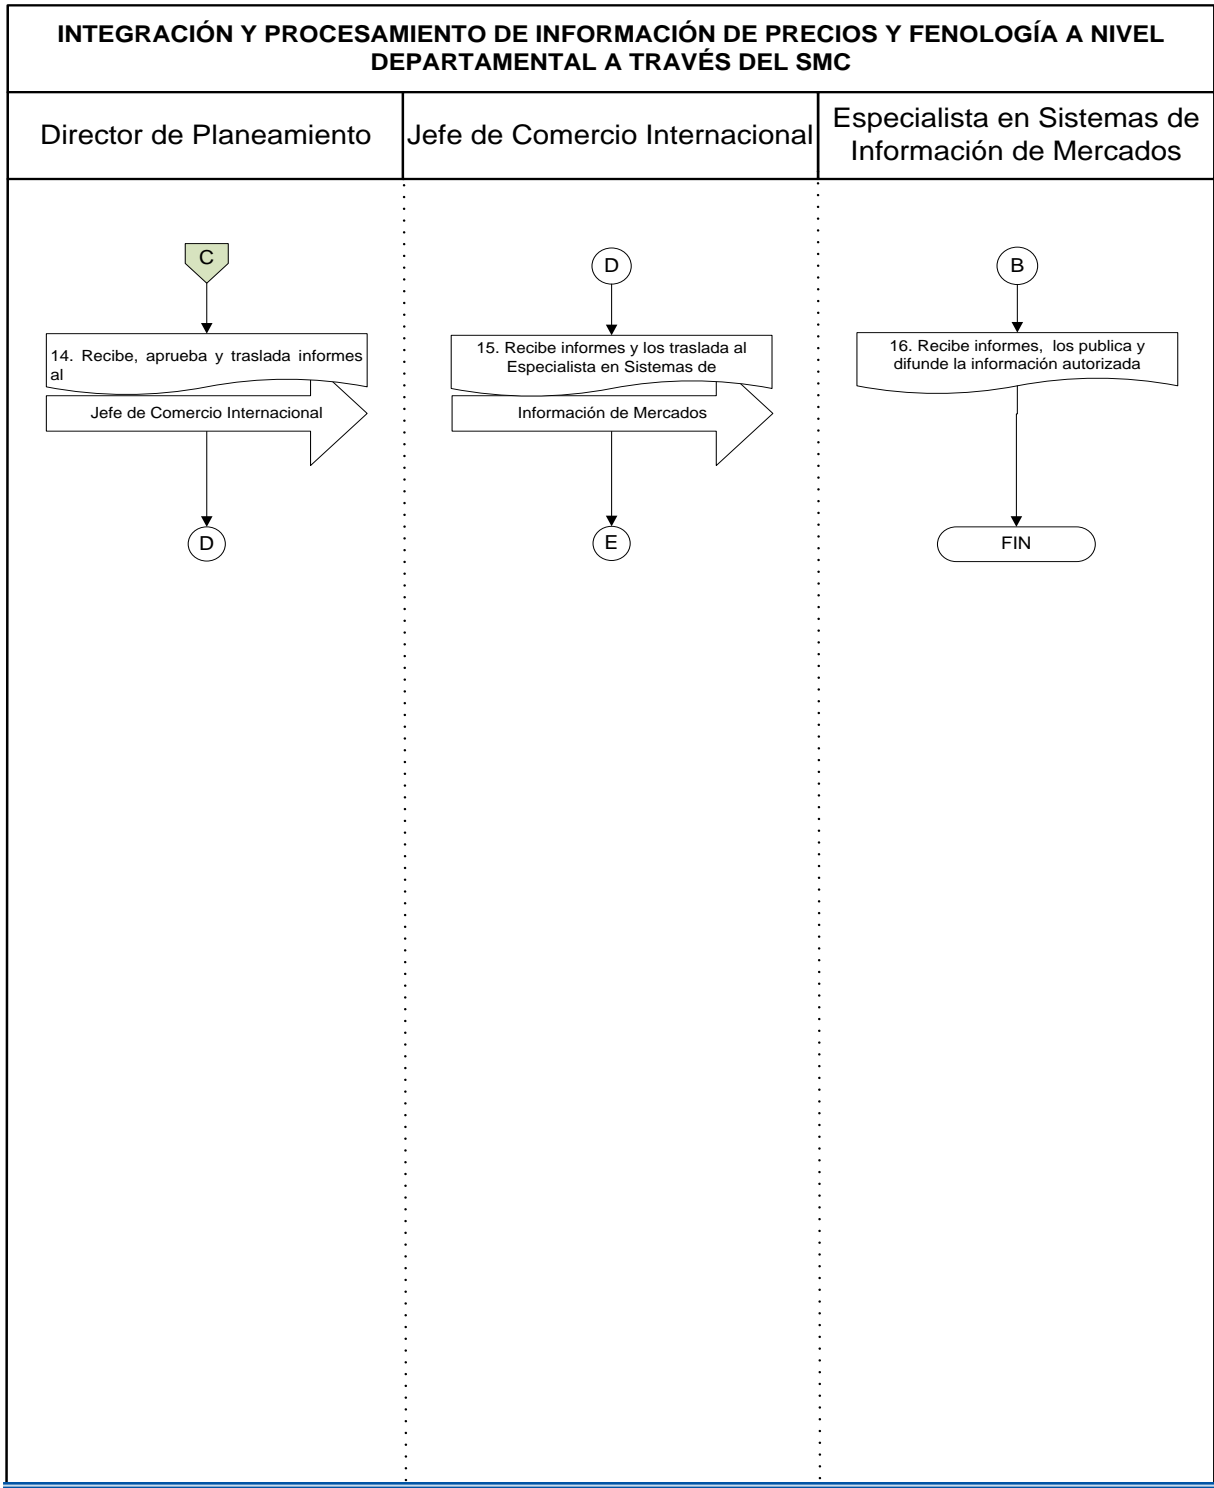 INTEGRACIÓN Y PROCESAMIENTO DE INFORMACIÓN DE PRECIOS Y FENOLOGÍA A NIVEL
DEPARTAMENTAL A TRAVÉS DEL SMC
Director de Planeamiento
Jefe de Comercio Internacional
Especialista en Sistemas de
Información de Mercados
C
14. Recibe, aprueba y traslada informes
al
Jefe de Comercio Internacional
D
D
15. Recibe informes y los traslada al
Especialista en Sistemas de
Información de Mercados
E
B
16. Recibe informes, los publica y
difunde la información autorizada
FIN